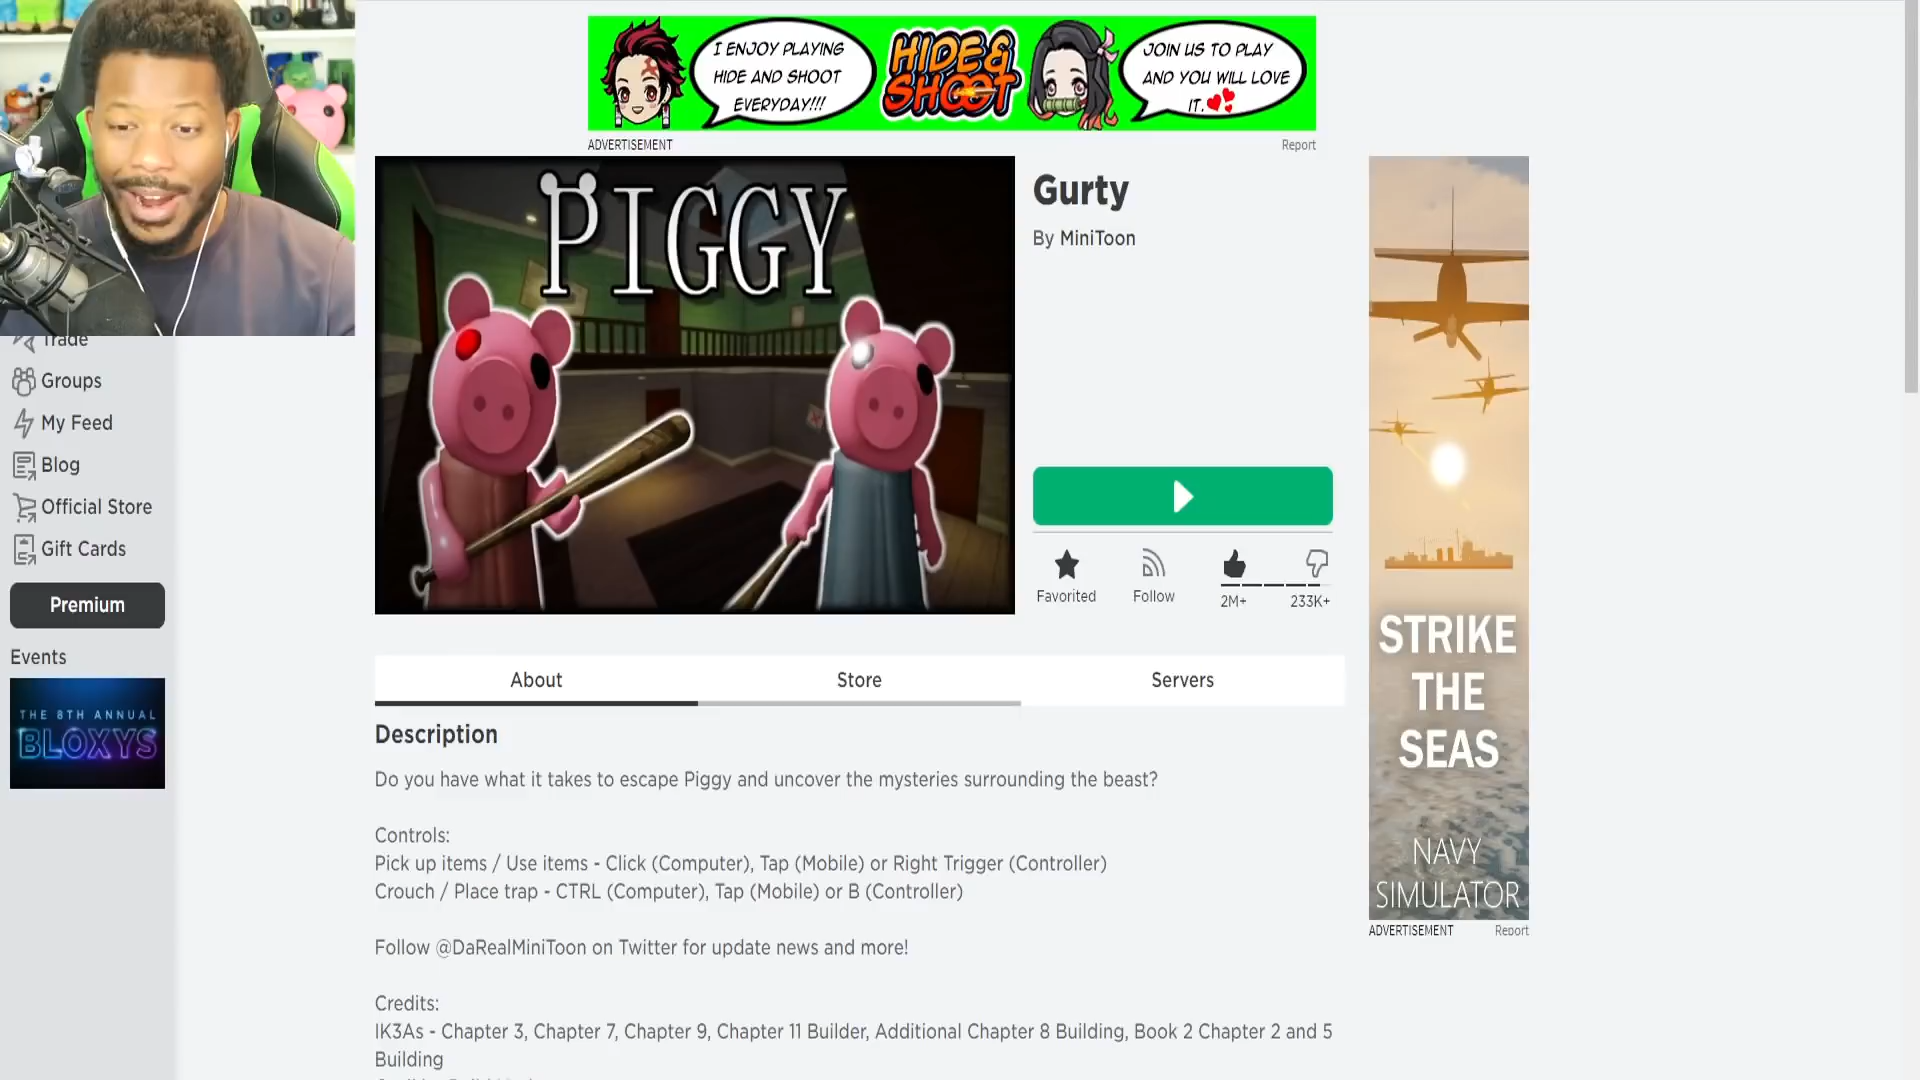 I ENJOY PLAYING
HIDE AND SHOOT
EVERYDAY!!!
HIDE&
SHOOT
JOIN US TO PLAY
AND YOU WILL LOVE
IT.
ADVERTISEMENT
Report
PIGGY
Gurty
By MiniToon
Favorited
Follow
2M+
233K+
Trade
Groups
My Feed
Blog
Official Store
Gift Cards
Premium
Events
THE 8TH ANNUAL
BLOXYS
About
Store
Servers
Description
Do you have what it takes to escape Piggy and uncover the mysteries surrounding the beast?
Controls:
Pick up items / Use items - Click (Computer), Tap (Mobile) or Right Trigger (Controller)
Crouch / Place trap - CTRL (Computer), Tap (Mobile) or B (Controller)
Follow @DaRealMiniToon on Twitter for update news and more!
Credits:
IK3As - Chapter 3, Chapter 7, Chapter 9, Chapter 11 Builder, Additional Chapter 8 Building, Book 2 Chapter 2 and 5
Building
STRIKE
THE
SEAS
NAVY
SIMULATOR
ADVERTISEMENT
Report